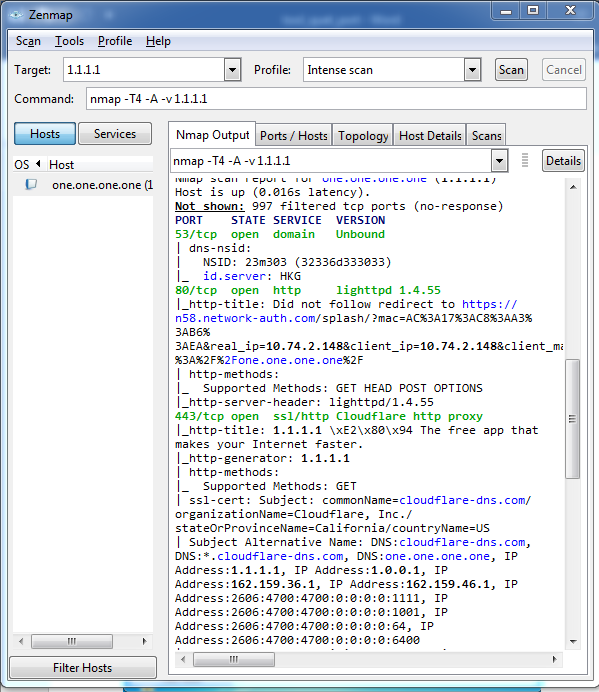 Zenmap
Scan Tools Profile Help
Target: 1.1.1.1 Profile: Intense scan Scan Cancel
Command: nmap -T4 -A -v 1.1.1.1
Hosts Services
OS Host
one.one.one.one (1
Filter Hosts
Nmap Output Ports / Hosts Topology Host Details Scans
nmap -T4 -A -v 1.1.1.1 Details
Nmap scan report for one.one.one.one (1.1.1.1)
Host is up (0.016s latency).
Not shown: 997 filtered tcp ports (no-response)
PORT STATE SERVICE VERSION
53/tcp open domain Unbound
| dns-nsid:
| NSID: 23m303 (32336d333033)
|_ id.server: HKG
80/tcp open http lighttpd 1.4.55
|_http-title: Did not follow redirect to https://
n58.network-auth.com/splash/?mac=AC%3A17%3AC8%3AA3%
3AB6%
3AEA&real_ip=10.74.2.148&client_ip=10.74.2.148&client_ma
%3A%2F%2Fone.one.one.one%2F
| http-methods:
|_ Supported Methods: GET HEAD POST OPTIONS
|_http-server-header: lighttpd/1.4.55
443/tcp open ssl/http Cloudflare http proxy
|_http-title: 1.1.1.1 \xE2\x80\x94 The free app that
makes your Internet faster.
|_http-generator: 1.1.1.1
| http-methods:
|_ Supported Methods: GET
| ssl-cert: Subject: commonName=cloudflare-dns.com/
organizationName=Cloudflare, Inc./
stateOrProvinceName=California/countryName=US
| Subject Alternative Name: DNS:cloudflare-dns.com,
DNS:*.cloudflare-dns.com, DNS:one.one.one.one, IP
Address:1.1.1.1, IP Address:1.0.0.1, IP
Address:162.159.36.1, IP Address:162.159.46.1, IP
Address:2606:4700:4700:0:0:0:0:1111, IP
Address:2606:4700:4700:0:0:0:0:1001, IP
Address:2606:4700:4700:0:0:0:0:64, IP
Address:2606:4700:4700:0:0:0:0:6400